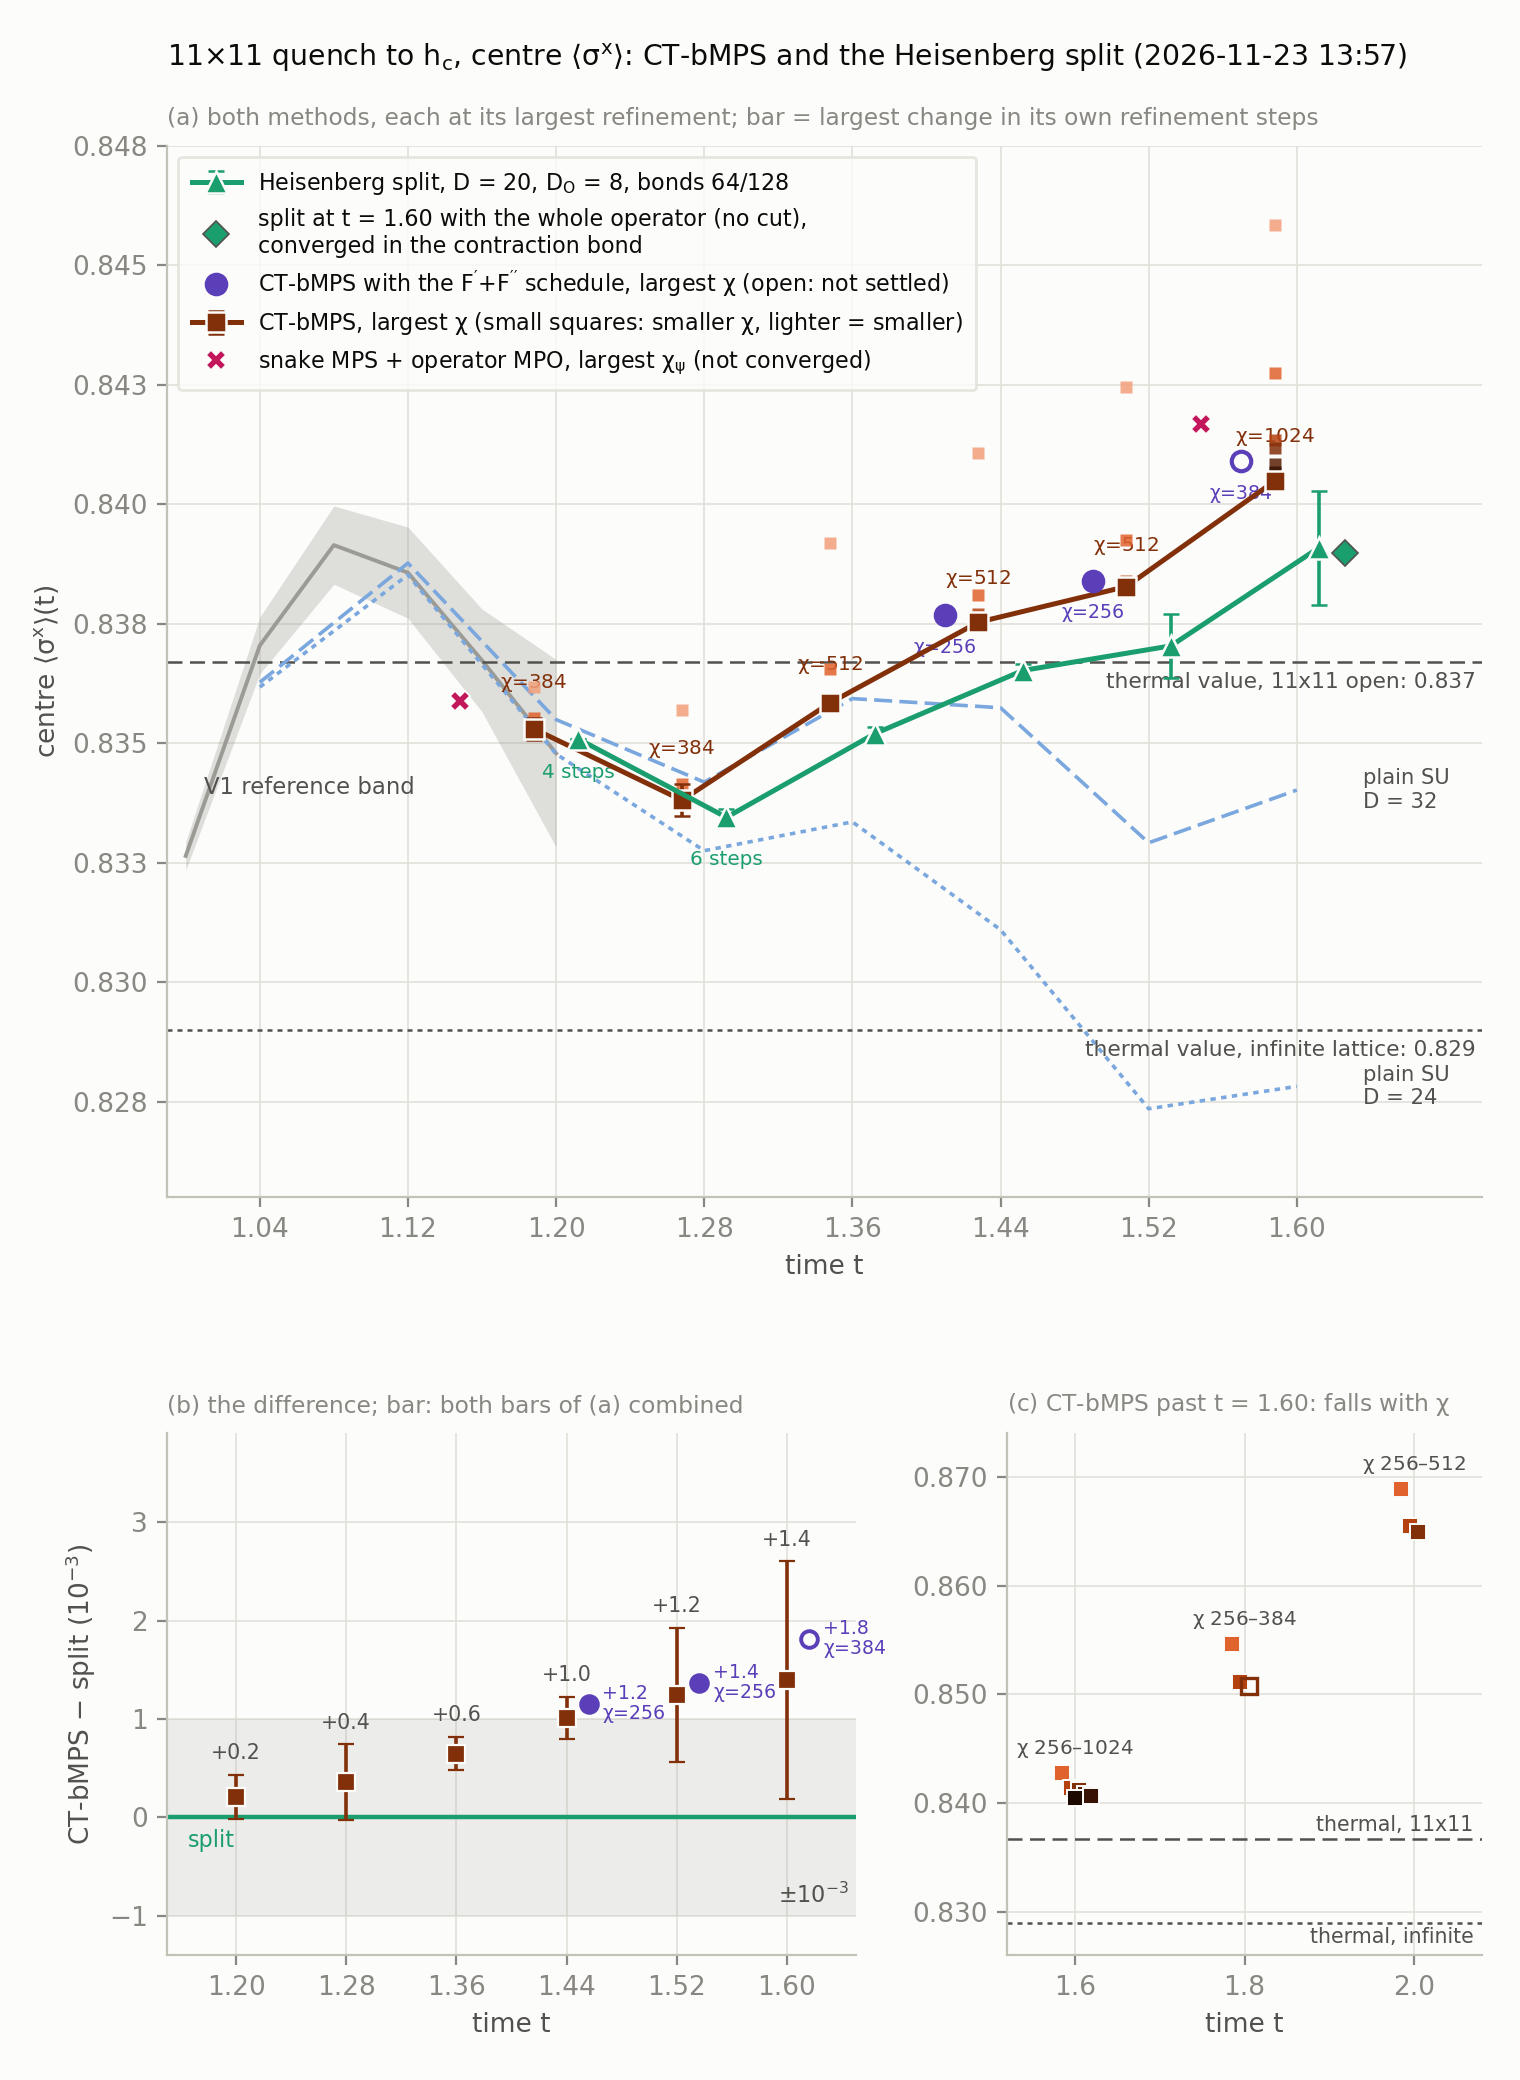 11×11 quench to h_c, centre ⟨σ^x⟩: CT-bMPS and the Heisenberg split (2026-11-23 13:57)
(a) both methods, each at its largest refinement; bar = largest change in its own refinement steps
Heisenberg split, D = 20, D_O = 8, bonds 64/128
split at t = 1.60 with the whole operator (no cut),
converged in the contraction bond
CT-bMPS with the F′+F′′ schedule, largest χ (open: not settled)
CT-bMPS, largest χ (small squares: smaller χ, lighter = smaller)
snake MPS + operator MPO, largest χ_ψ (not converged)
0.848
0.845
0.843
0.840
0.838
0.835
0.833
0.830
0.828
centre ⟨σ^x⟩(t)
χ=1024
χ=384
χ=512
χ=512
χ=256
χ=256
χ=512
χ=384
χ=384
thermal value, 11x11 open: 0.837
4 steps
V1 reference band
6 steps
plain SU
D = 32
thermal value, infinite lattice: 0.829
plain SU
D = 24
1.04
1.12
1.20
1.28
1.36
1.44
1.52
1.60
time t
(b) the difference; bar: both bars of (a) combined
3
2
1
0
−1
CT-bMPS − split (10^−3)
+0.2
+0.4
+0.6
+1.0
+1.2
χ=256
+1.2
+1.4
χ=256
+1.4
+1.8
χ=384
split
±10^−3
1.20
1.28
1.36
1.44
1.52
1.60
time t
(c) CT-bMPS past t = 1.60: falls with χ
0.870
0.860
0.850
0.840
0.830
χ 256–512
χ 256–384
χ 256–1024
thermal, 11x11
thermal, infinite
1.6
1.8
2.0
time t